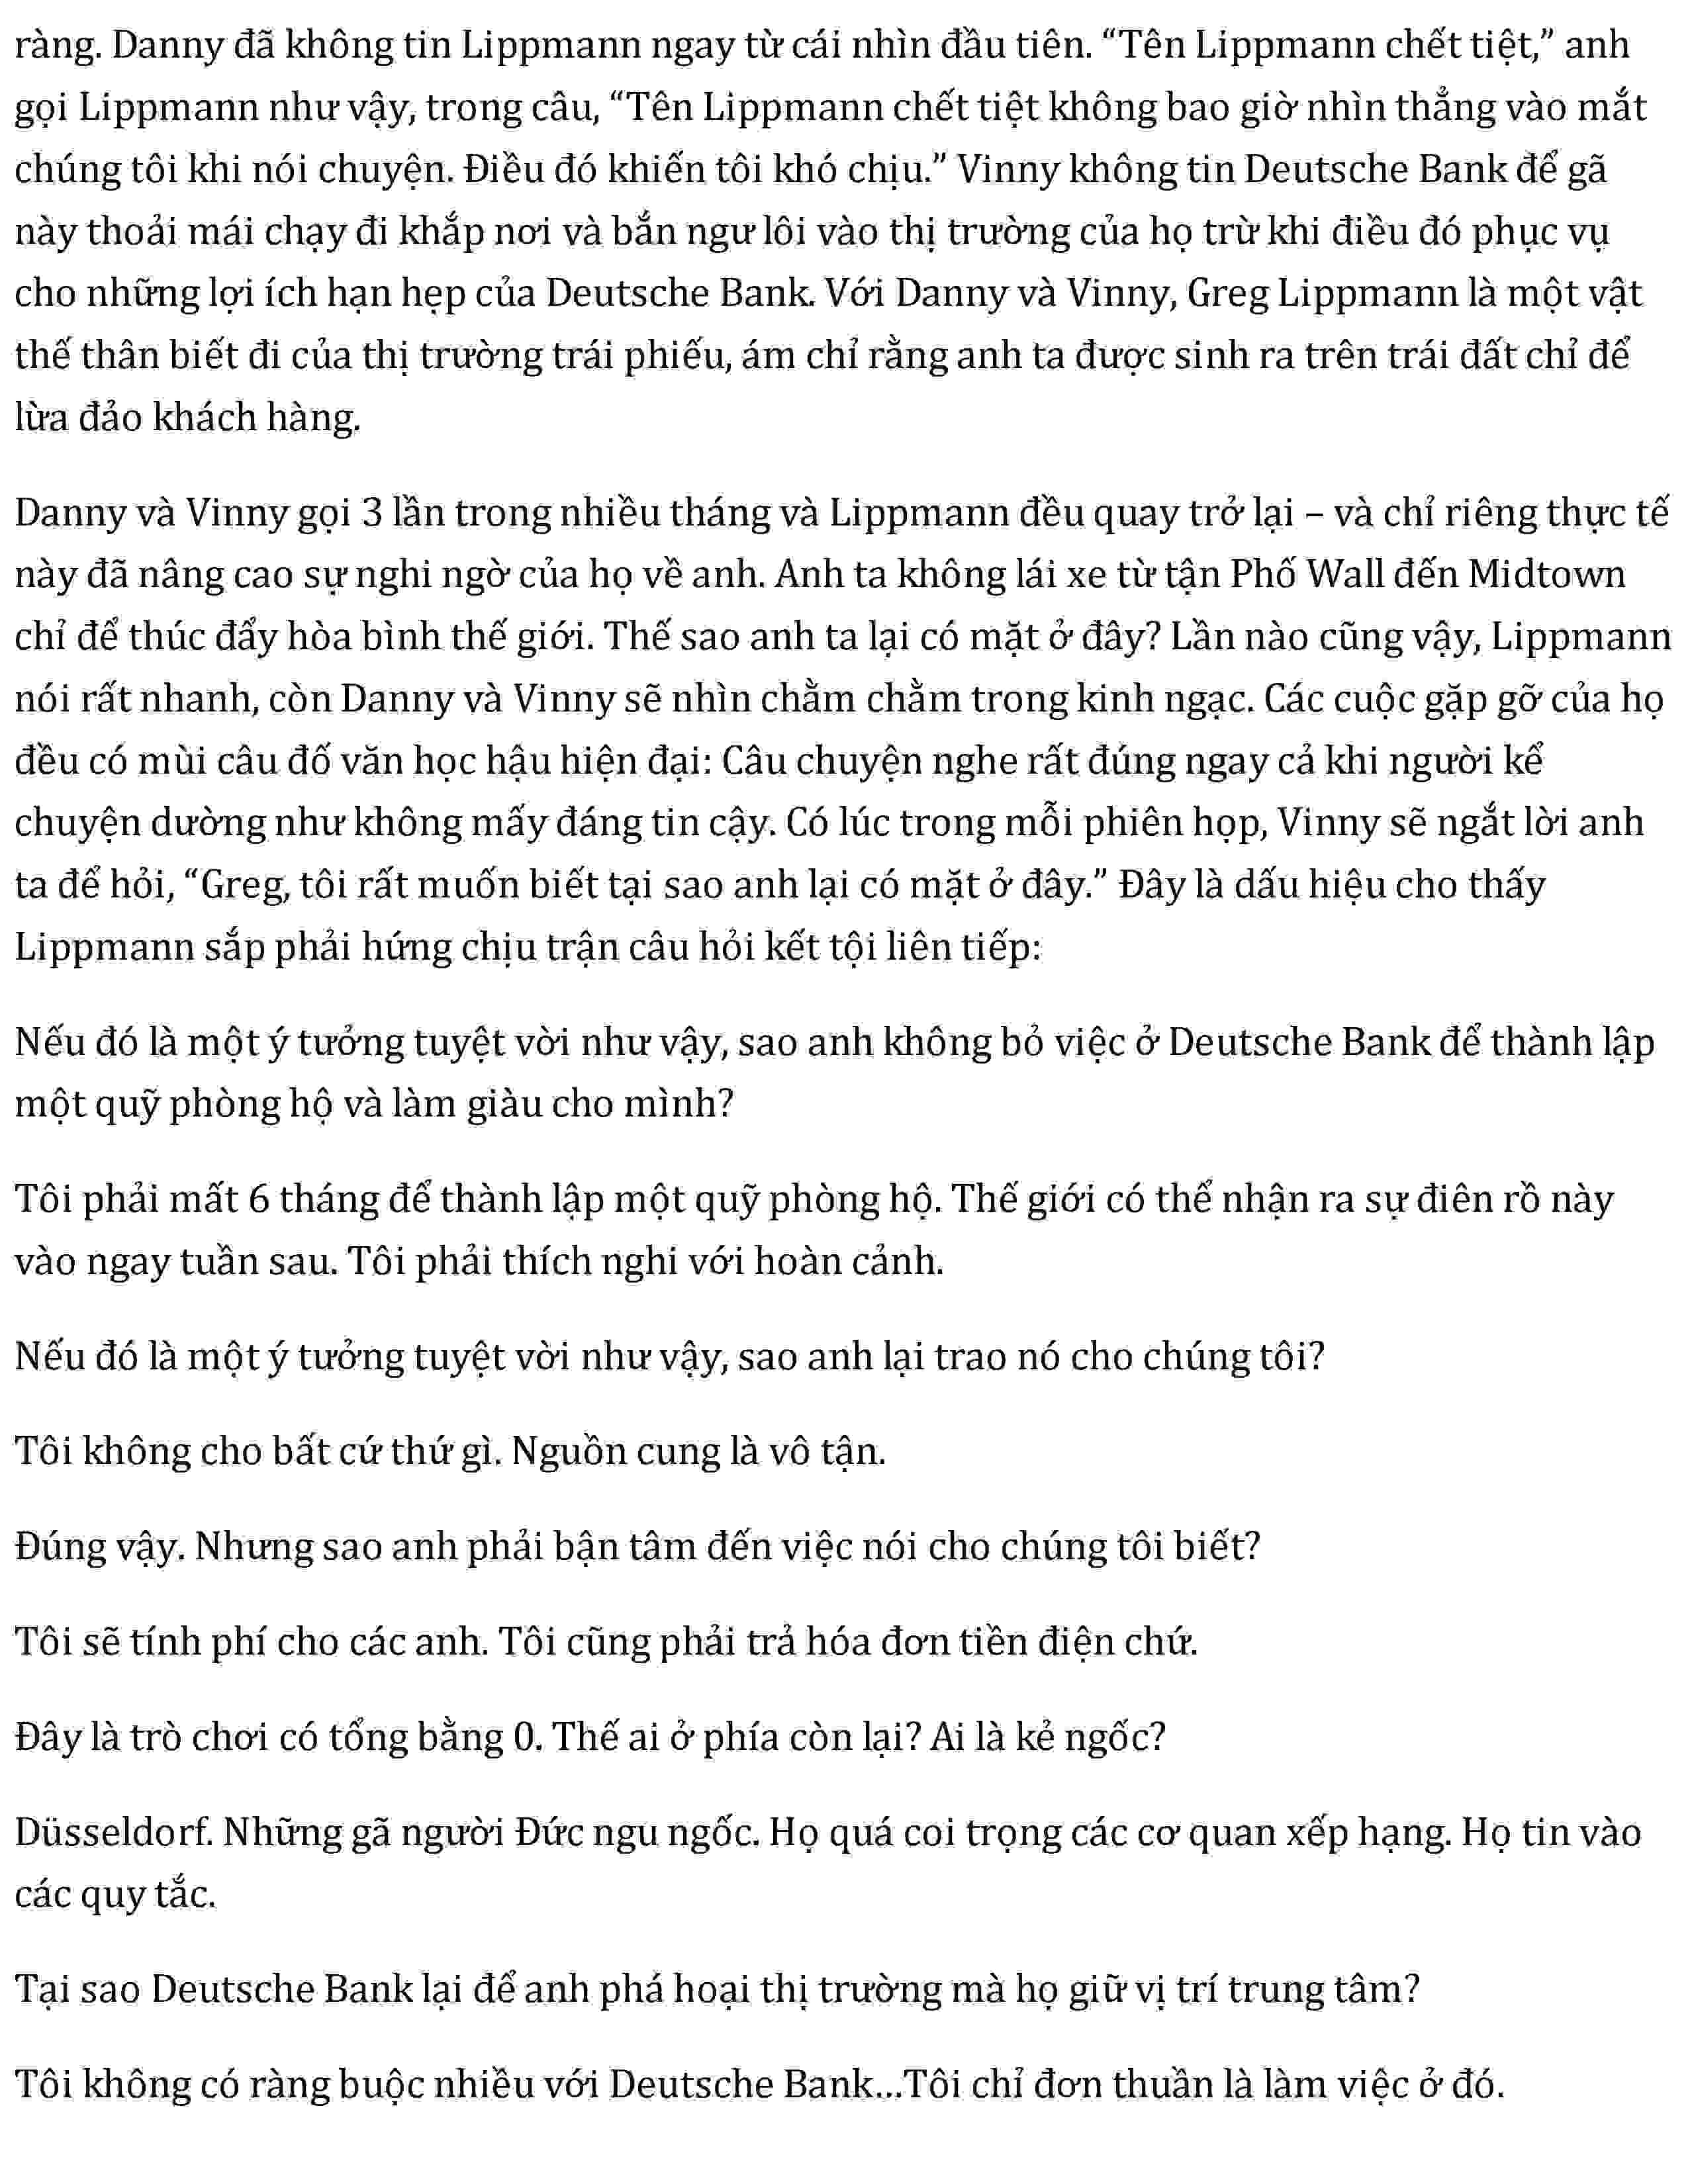 ràng. Danny đã không tin Lippmann ngay từ cái nhìn đầu tiên. “Tên Lippmann chết tiệt,” anh
gọi Lippmann như vậy, trong câu, “Tên Lippmann chết tiệt không bao giờ nhìn thẳng vào mắt
chúng tôi khi nói chuyện. Điều đó khiến tôi khó chịu.” Vinny không tin Deutsche Bank để gã
này thoải mái chạy đi khắp nơi và bắn ngư lôi vào thị trường của họ trừ khi điều đó phục vụ
cho những lợi ích hạn hẹp của Deutsche Bank. Với Danny và Vinny, Greg Lippmann là một vật
thế thân biết đi của thị trường trái phiếu, ám chỉ rằng anh ta được sinh ra trên trái đất chỉ để
lừa đảo khách hàng.
Danny và Vinny gọi 3 lần trong nhiều tháng và Lippmann đều quay trở lại – và chỉ riêng thực tế
này đã nâng cao sự nghi ngờ của họ về anh. Anh ta không lái xe từ tận Phố Wall đến Midtown
chỉ để thúc đẩy hòa bình thế giới. Thế sao anh ta lại có mặt ở đây? Lần nào cũng vậy, Lippmann
nói rất nhanh, còn Danny và Vinny sẽ nhìn chằm chằm trong kinh ngạc. Các cuộc gặp gỡ của họ
đều có mùi câu đố văn học hậu hiện đại: Câu chuyện nghe rất đúng ngay cả khi người kể
chuyện dường như không mấy đáng tin cậy. Có lúc trong mỗi phiên họp, Vinny sẽ ngắt lời anh
ta để hỏi, “Greg, tôi rất muốn biết tại sao anh lại có mặt ở đây.” Đây là dấu hiệu cho thấy
Lippmann sắp phải hứng chịu trận câu hỏi kết tội liên tiếp:
Nếu đó là một ý tưởng tuyệt vời như vậy, sao anh không bỏ việc ở Deutsche Bank để thành lập
một quỹ phòng hộ và làm giàu cho mình?
Tôi phải mất 6 tháng để thành lập một quỹ phòng hộ. Thế giới có thể nhận ra sự điên rồ này
vào ngay tuần sau. Tôi phải thích nghi với hoàn cảnh.
Nếu đó là một ý tưởng tuyệt vời như vậy, sao anh lại trao nó cho chúng tôi?
Tôi không cho bất cứ thứ gì. Nguồn cung là vô tận.
Đúng vậy. Nhưng sao anh phải bận tâm đến việc nói cho chúng tôi biết?
Tôi sẽ tính phí cho các anh. Tôi cũng phải trả hóa đơn tiền điện chứ.
Đây là trò chơi có tổng bằng 0. Thế ai ở phía còn lại? Ai là kẻ ngốc?
Düsseldorf. Những gã người Đức ngu ngốc. Họ quá coi trọng các cơ quan xếp hạng. Họ tin vào
các quy tắc.
Tại sao Deutsche Bank lại để anh phá hoại thị trường mà họ giữ vị trí trung tâm?
Tôi không có ràng buộc nhiều với Deutsche Bank...Tôi chỉ đơn thuần là làm việc ở đó.